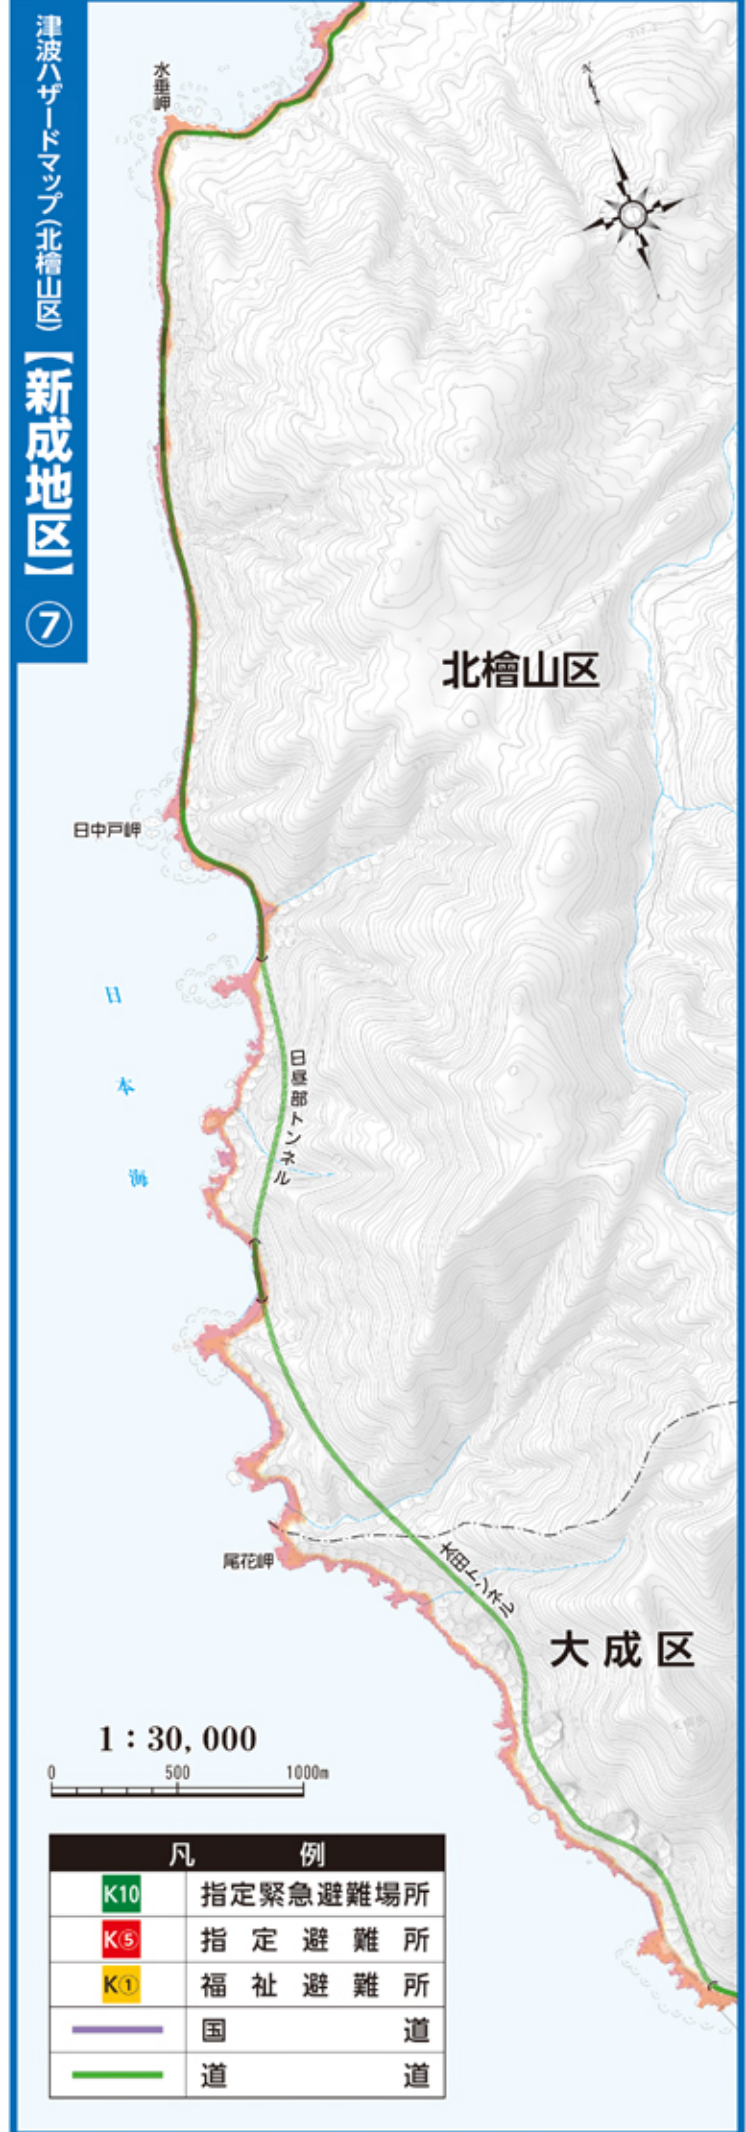 津波ハザードマップ(北檜山区)【新成地区】⑦
水垂岬
北檜山区
日中戸岬
日本海
日昼部トンネル
尾花岬
太田トンネル
大成区
1:30,000
0 500 1000m
凡例
K10 指定緊急避難場所
K⑤ 指定避難所
K① 福祉避難所
国道
道道